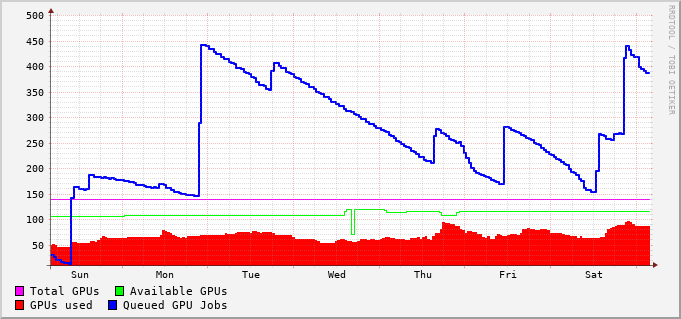 500
450
400
350
300
250
200
150
100
50
Sun Mon Tue Wed Thu Fri Sat
Total GPUs Available GPUs
GPUs used Queued GPU Jobs
RRDTOOL / TOBI OETIKER